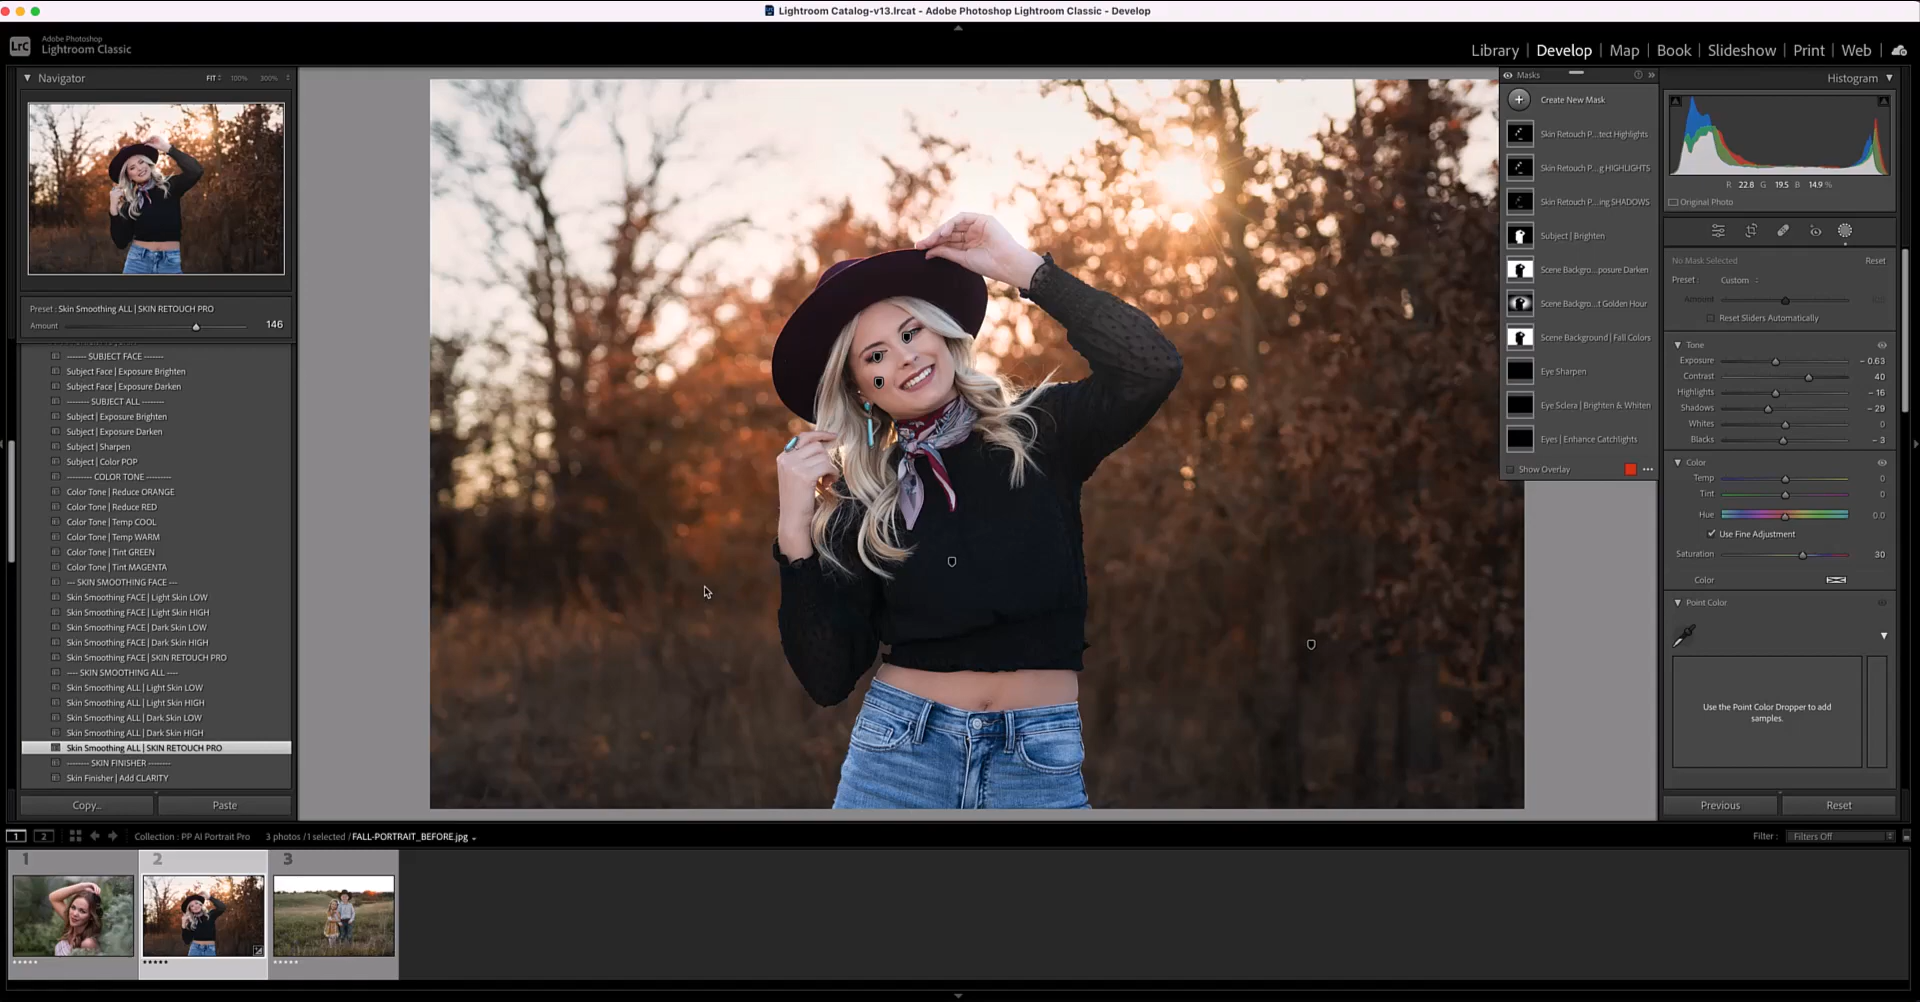 Lightroom Catalog-v13.lrcat - Adobe Photoshop Lightroom Classic - Develop
LrC
Adobe Photoshop
Lightroom Classic
Library | Develop | Map | Book | Slideshow | Print | Web
Navigator
FIT
100%
300%
Preset : Skin Smoothing ALL | SKIN RETOUCH PRO
Amount
146
------- SUBJECT FACE -------
Subject Face | Exposure Brighten
Subject Face | Exposure Darken
-------- SUBJECT ALL --------
Subject | Exposure Brighten
Subject | Exposure Darken
Subject | Sharpen
Subject | Color POP
--------- COLOR TONE ---------
Color Tone | Reduce ORANGE
Color Tone | Reduce RED
Color Tone | Temp COOL
Color Tone | Temp WARM
Color Tone | Tint GREEN
Color Tone | Tint MAGENTA
--- SKIN SMOOTHING FACE ---
Skin Smoothing FACE | Light Skin LOW
Skin Smoothing FACE | Light Skin HIGH
Skin Smoothing FACE | Dark Skin LOW
Skin Smoothing FACE | Dark Skin HIGH
Skin Smoothing FACE | SKIN RETOUCH PRO
---- SKIN SMOOTHING ALL ----
Skin Smoothing ALL | Light Skin LOW
Skin Smoothing ALL | Light Skin HIGH
Skin Smoothing ALL | Dark Skin LOW
Skin Smoothing ALL | Dark Skin HIGH
Skin Smoothing ALL | SKIN RETOUCH PRO
-------- SKIN FINISHER --------
Skin Finisher | Add CLARITY
Copy...
Paste
Masks
Create New Mask
Skin Retouch P...tect Highlights
Skin Retouch P...g HIGHLIGHTS
Skin Retouch P...ing SHADOWS
Subject | Brighten
Scene Backgro...posure Darken
Scene Backgro...t Golden Hour
Scene Background | Fall Colors
Eye Sharpen
Eye Sclera | Brighten & Whiten
Eyes | Enhance Catchlights
Show Overlay
Histogram
R 22.8 G 19.5 B 14.9 %
Original Photo
No Mask Selected
Reset
Preset :
Custom
Amount
100
Reset Sliders Automatically
Tone
Exposure
- 0.63
Contrast
40
Highlights
- 16
Shadows
- 29
Whites
0
Blacks
- 3
Color
Temp
0
Tint
0
Hue
0.0
Use Fine Adjustment
Saturation
30
Color
Point Color
Use the Point Color Dropper to add
samples.
Previous
Reset
1
2
Collection : PP AI Portrait Pro
3 photos / 1 selected / FALL-PORTRAIT_BEFORE.jpg
Filter :
Filters Off
1
2
3